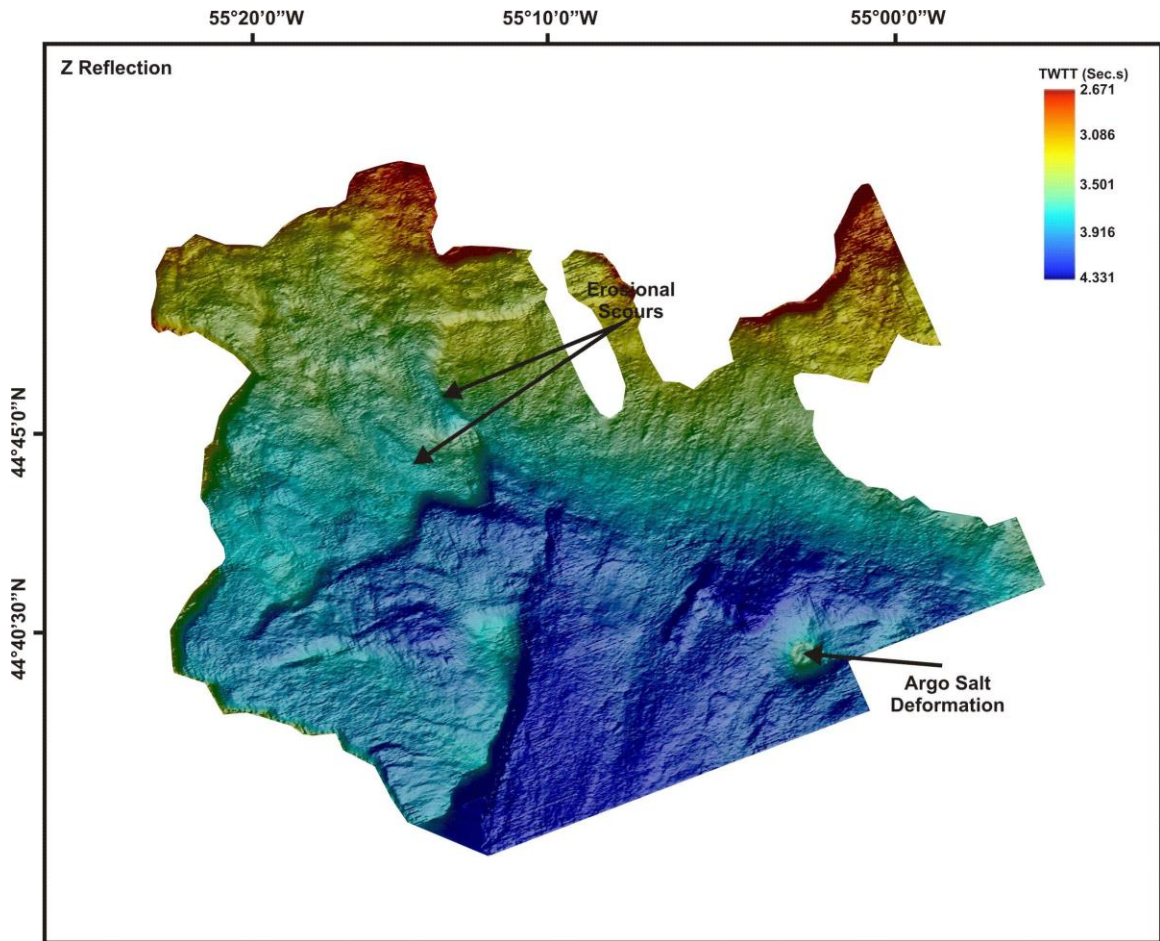 55°20'0"W
55°10'0"W
55°00'0"W
Z Reflection
TWTT (Sec.s)
2.671
3.086
3.501
3.916
4.331
Erosional
Scours
44°45'0"N
44°40'30"N
Argo Salt
Deformation